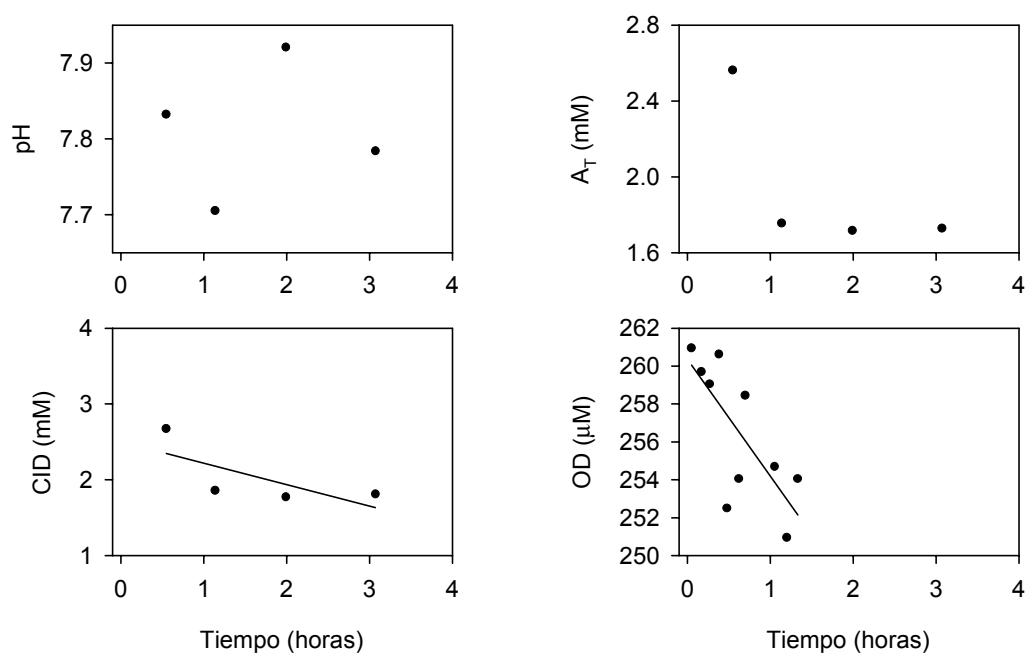 pH
7.9
7.8
7.7
0 1 2 3 4
A_T (mM)
2.8
2.4
2.0
1.6
0 1 2 3 4
CID (mM)
4
3
2
1
0 1 2 3 4
Tiempo (horas)
OD (μM)
262
260
258
256
254
252
250
0 1 2 3 4
Tiempo (horas)